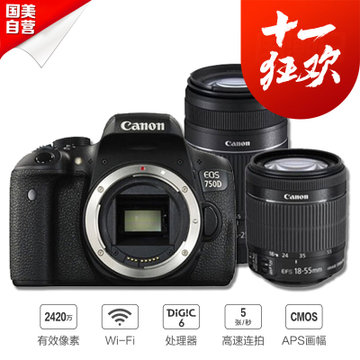 国美
自营
十一
狂欢
Canon
EOS
750D
Canon
EFS 18-55mm
2420万
Wi-Fi
DIGIC
6
5
张/秒
CMOS
有效像素
Wi-Fi
处理器
高速连拍
APS画幅